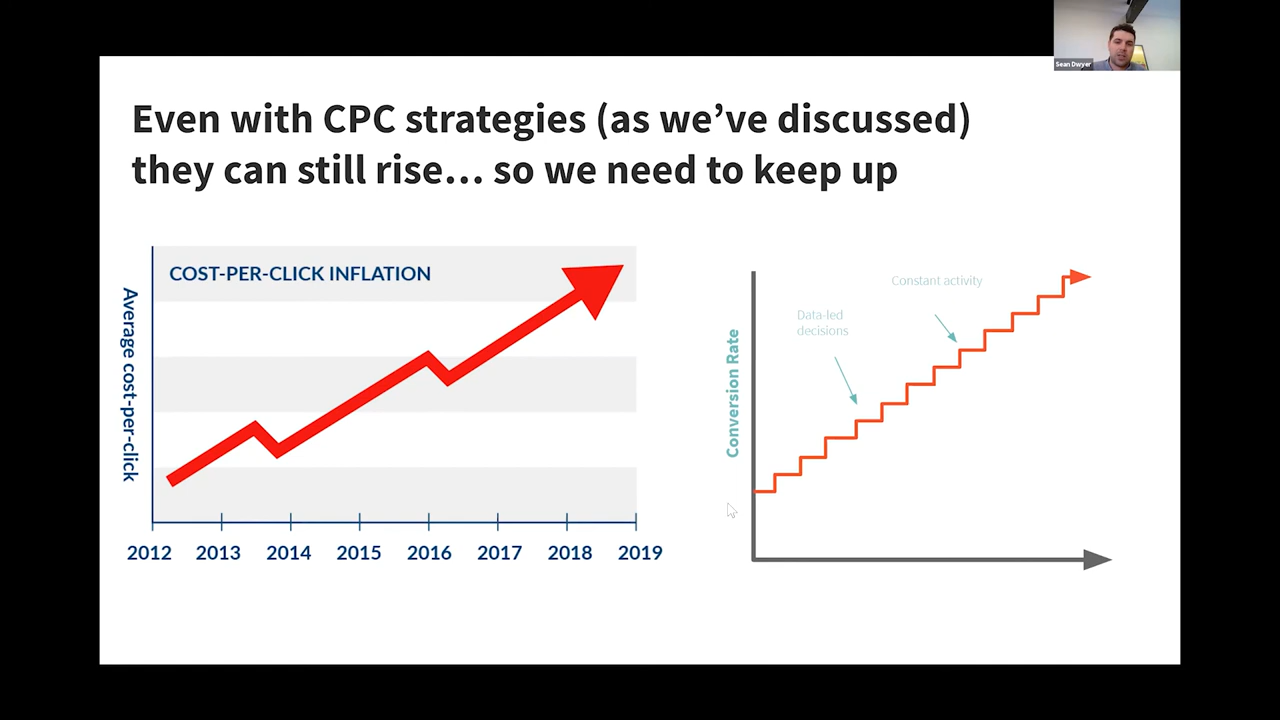 Sean Dwyer
Even with CPC strategies (as we’ve discussed)
they can still rise... so we need to keep up
COST-PER-CLICK INFLATION
Average cost-per-click
2012 2013 2014 2015 2016 2017 2018 2019
Constant activity
Data-led
decisions
Conversion Rate